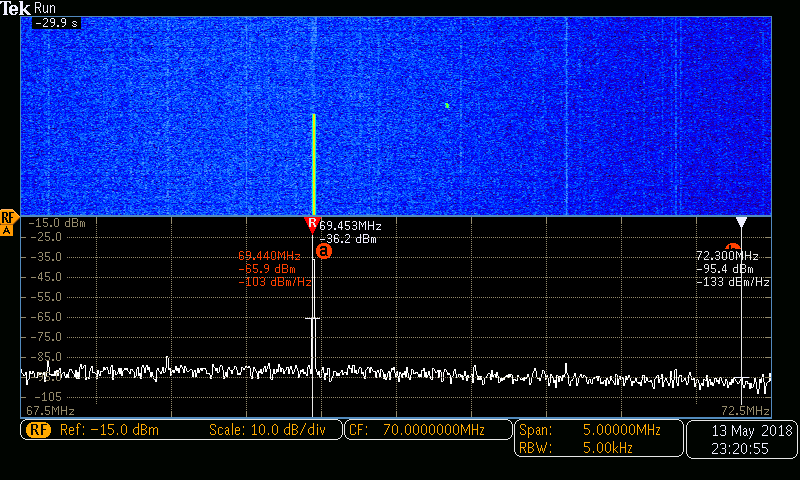 Tek Run
-29.9 s
RF
A
-15.0 dBm
-25.0
-35.0
-45.0
-55.0
-65.0
-75.0
-85.0
-105
67.5MHz
72.5MHz
R
69.453MHz
-36.2 dBm
a
69.440MHz
-65.9 dBm
-103 dBm/Hz
b
72.300MHz
-95.4 dBm
-133 dBm/Hz
RF Ref: -15.0 dBm Scale: 10.0 dB/div
CF: 70.0000000MHz
Span: 5.00000MHz
RBW: 5.00kHz
13 May 2018
23:20:55